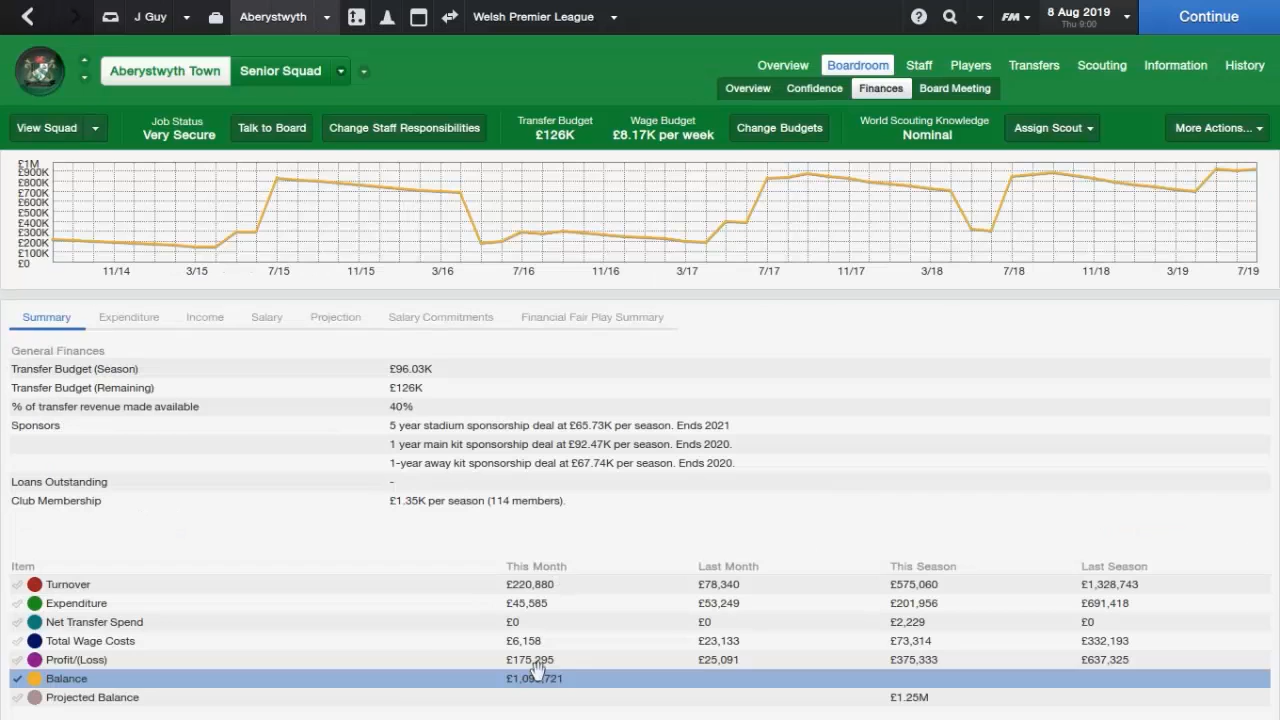 J Guy Aberystwyth Welsh Premier League ? FM 8 Aug 2019 Continue
Thu 9:00
Aberystwyth Town Senior Squad Overview Boardroom Staff Players Transfers Scouting Information History
Overview Confidence Finances Board Meeting
View Squad Job Status Very Secure Talk to Board Change Staff Responsibilities Transfer Budget £126K Wage Budget £8.17K per week Change Budgets World Scouting Knowledge Nominal Assign Scout More Actions...
£1M
£900K
£800K
£700K
£600K
£500K
£400K
£300K
£200K
£100K
£0
11/14 3/15 7/15 11/15 3/16 7/16 11/16 3/17 7/17 11/17 3/18 7/18 11/18 3/19 7/19
Summary Expenditure Income Salary Projection Salary Commitments Financial Fair Play Summary
General Finances
Transfer Budget (Season) £96.03K
Transfer Budget (Remaining) £126K
% of transfer revenue made available 40%
Sponsors 5 year stadium sponsorship deal at £65.73K per season. Ends 2021
1 year main kit sponsorship deal at £92.47K per season. Ends 2020.
1-year away kit sponsorship deal at £67.74K per season. Ends 2020.
Loans Outstanding -
Club Membership £1.35K per season (114 members).
Item This Month Last Month This Season Last Season
Turnover £220,880 £78,340 £575,060 £1,328,743
Expenditure £45,585 £53,249 £201,956 £691,418
Net Transfer Spend £0 £0 £2,229 £0
Total Wage Costs £6,158 £23,133 £73,314 £332,193
Profit/(Loss) £175,295 £25,091 £375,333 £637,325
Balance
Projected Balance £1.25M